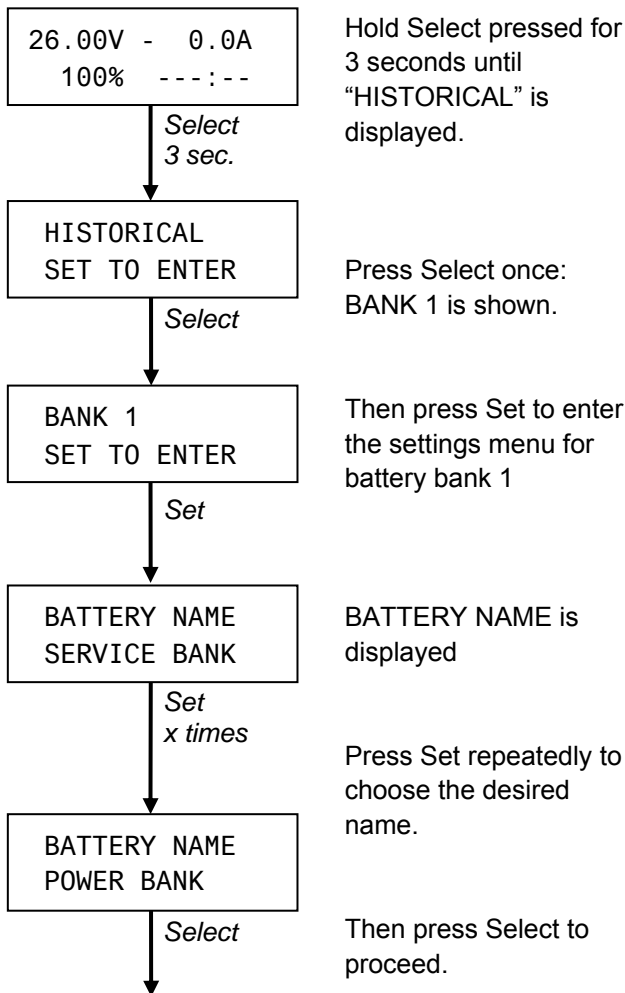 26.00V - 0.0A
100% ---:--
Hold Select pressed for
3 seconds until
“HISTORICAL” is
displayed.
Select
3 sec.
HISTORICAL
SET TO ENTER
Press Select once:
BANK 1 is shown.
Select
BANK 1
SET TO ENTER
Then press Set to enter
the settings menu for
battery bank 1
Set
BATTERY NAME
SERVICE BANK
BATTERY NAME is
displayed
Set
x times
Press Set repeatedly to
choose the desired
name.
BATTERY NAME
POWER BANK
Select
Then press Select to
proceed.